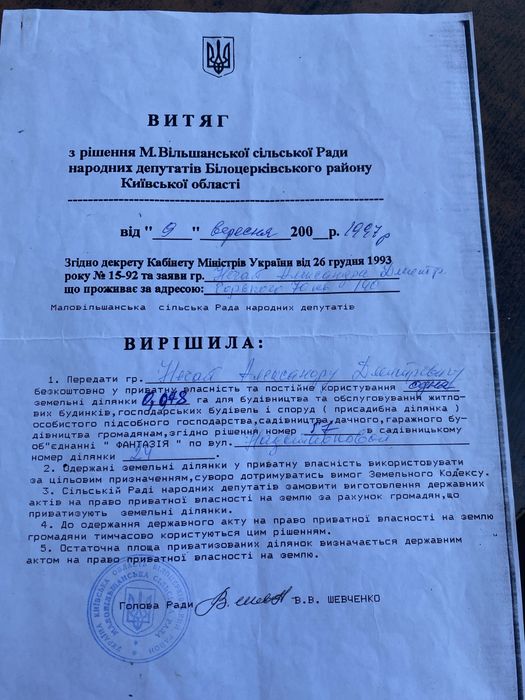 ВИТЯГ
з рішення М.Вільшанської сільської Ради
народних депутатів Білоцерківського району
Київської області
від " 9 " вересня 200 р. 1997р
Згідно декрету Кабінету Міністрів України від 26 грудня 1993
року № 15-92 та заяви гр.
що проживає за адресою:
Маловільшанська сільська Рада народних депутатів
ВИРІШИЛА:
1. Передати гр. Александру Дмитровичу
безкоштовно у приватну власність та постійне користування
земельні ділянки 0,048 га для будівництва та обслуговування житло-
вих будинків,господарських будівель і споруд ( присадибна ділянка )
особистого підсобного господарства,садівництва,дачного,гаражного бу-
дівництва громадянам,згідно рішення номер 57 в садівницькому
об"єднанні " ФАНТАЗІЯ " по вул.
номер ділянки 24 .
2. Одержані земельні ділянки у приватну власність використовувати
за цільовим призначенням,суворо дотримуватись вимог Земельного Кодексу.
3. Сільській Раді народних депутатів замовити виготовлення державних
актів на право приватної власності на землю за рахунок громадян,що
приватизують земельні ділянки.
4. До одержання державного акту на право приватної власності на землю
громадяни тимчасово користуються цим рішенням.
5. Остаточна площа приватизованих ділянок визначається державним
актом на право приватної власності на землю.
Голова Ради В.В. ШЕВЧЕНКО